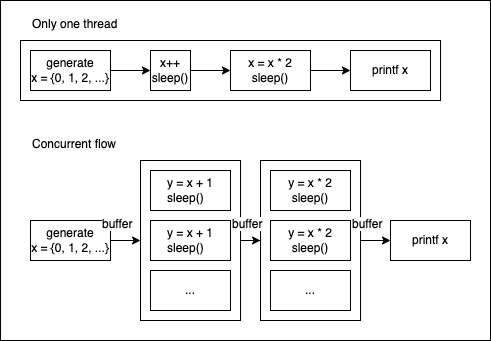 Only one thread
generate
x = {0, 1, 2, ...}
x++
sleep()
x = x * 2
sleep()
printf x
Concurrent flow
generate
x = {0, 1, 2, ...}
buffer
y = x + 1
sleep()
y = x + 1
sleep()
...
buffer
y = x * 2
sleep()
y = x * 2
sleep()
...
buffer
printf x